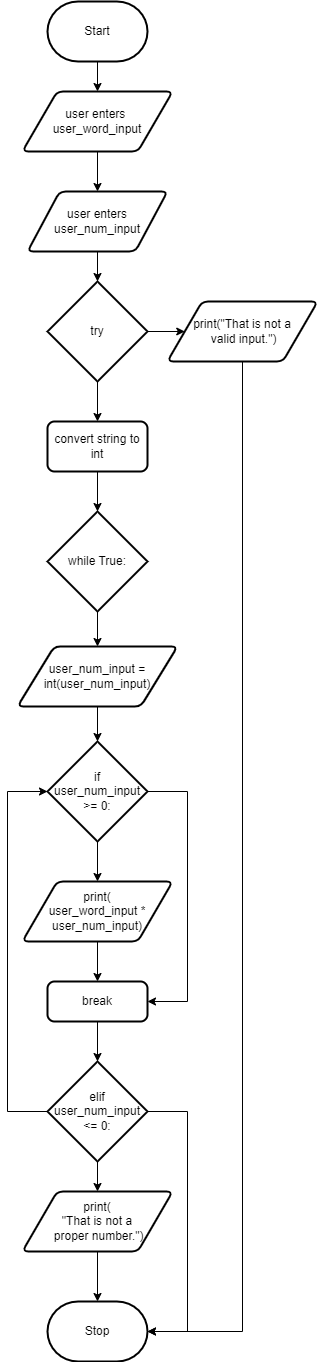 Start
user enters
user_word_input
user enters
user_num_input
try
print("That is not a
valid input.")
convert string to
int
while True:
user_num_input =
int(user_num_input)
if
user_num_input
>= 0:
print(
user_word_input *
user_num_input)
break
elif
user_num_input
<= 0:
print(
"That is not a
proper number.")
Stop